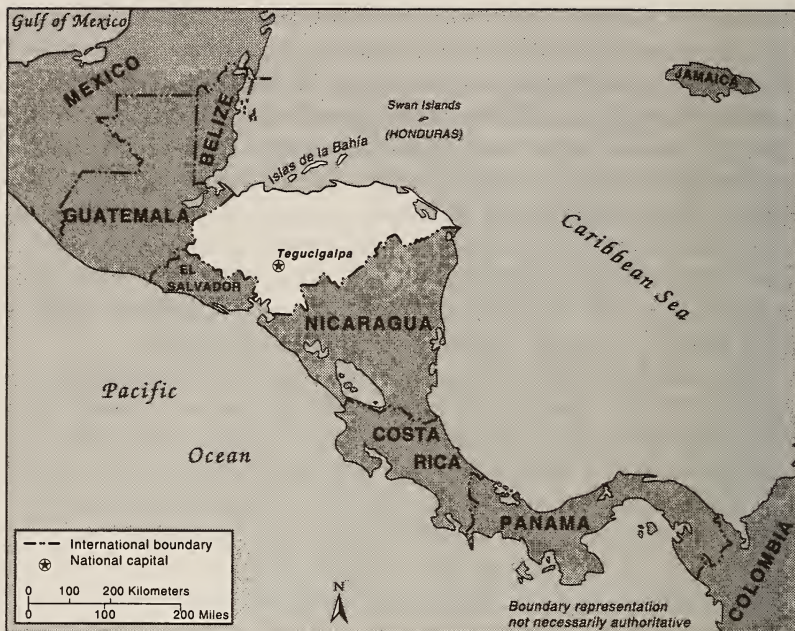 Gulf of Mexico
MEXICO
BELIZE
JAMAICA
Swan Islands
(HONDURAS)
Islas de la Bahía
GUATEMALA
Caribbean Sea
Tegucigalpa
EL
SALVADOR
NICARAGUA
Pacific
Ocean
COSTA
RICA
PANAMA
COLOMBIA
International boundary
National capital
0 100 200 Kilometers
0 100 200 Miles
N
Boundary representation
not necessarily authoritative